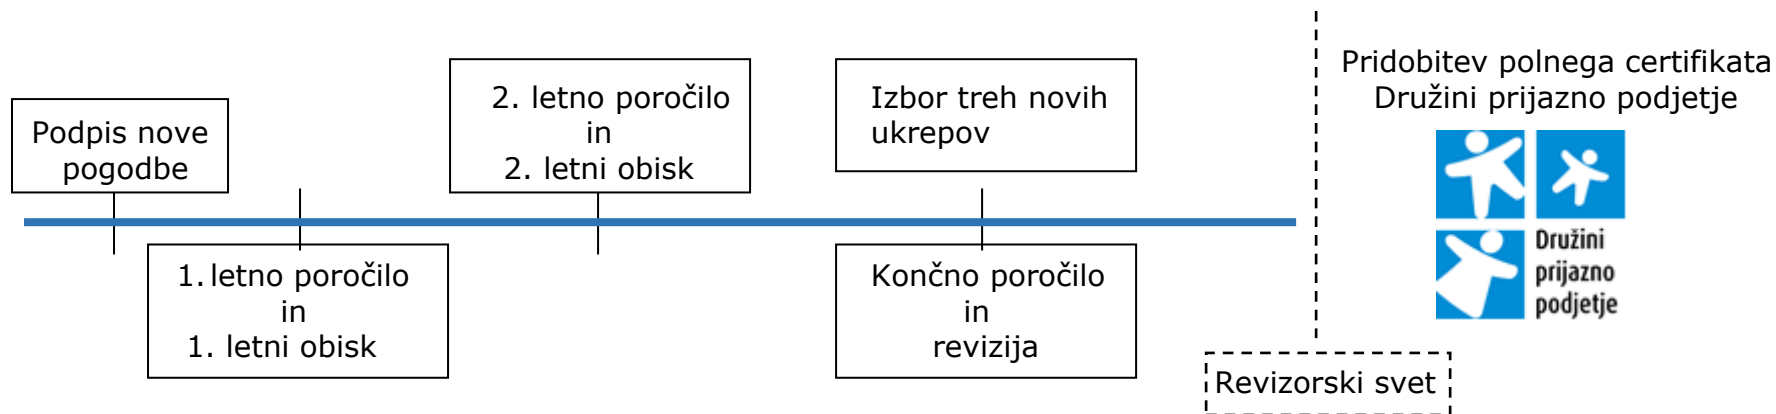 Podpis nove
pogodbe
1. letno poročilo
in
1. letni obisk
2. letno poročilo
in
2. letni obisk
Izbor treh novih
ukrepov
Končno poročilo
in
revizija
Revizorski svet
Pridobitev polnega certifikata
Družini prijazno podjetje
Družini
prijazno
podjetje